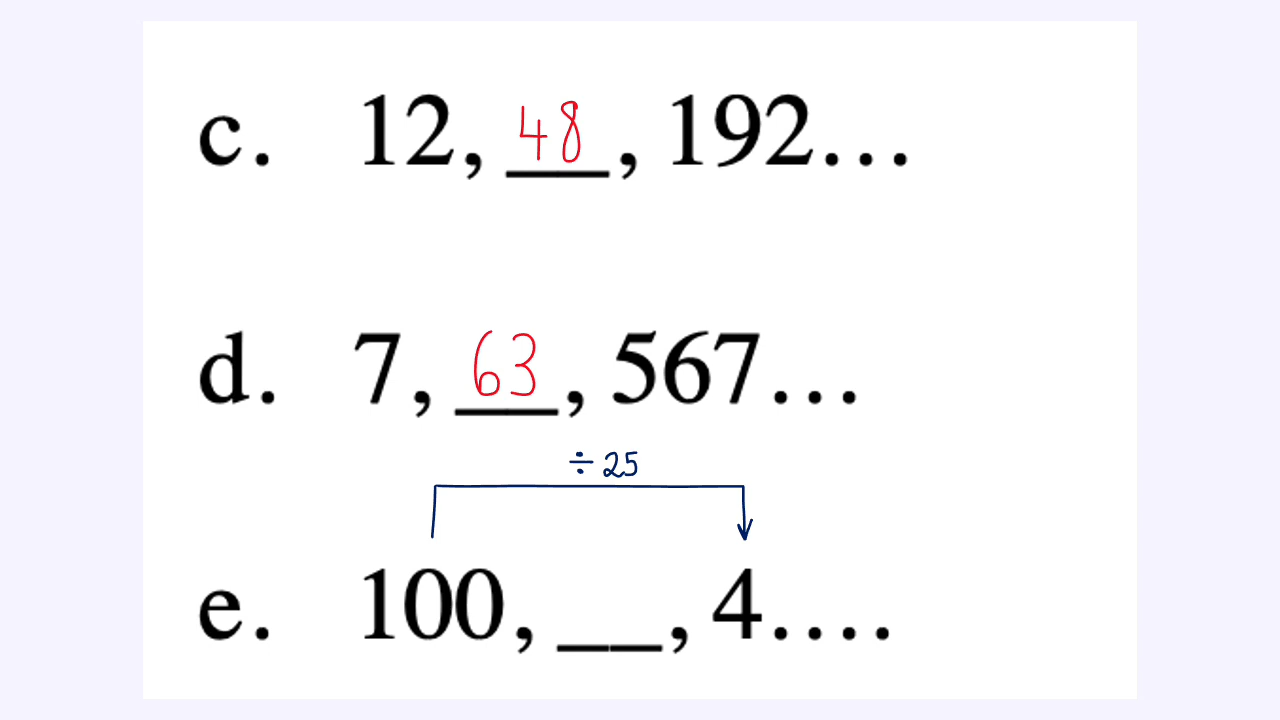 c. 12, 48, 192...
d. 7, 63, 567...
÷ 25
e. 100, __, 4....